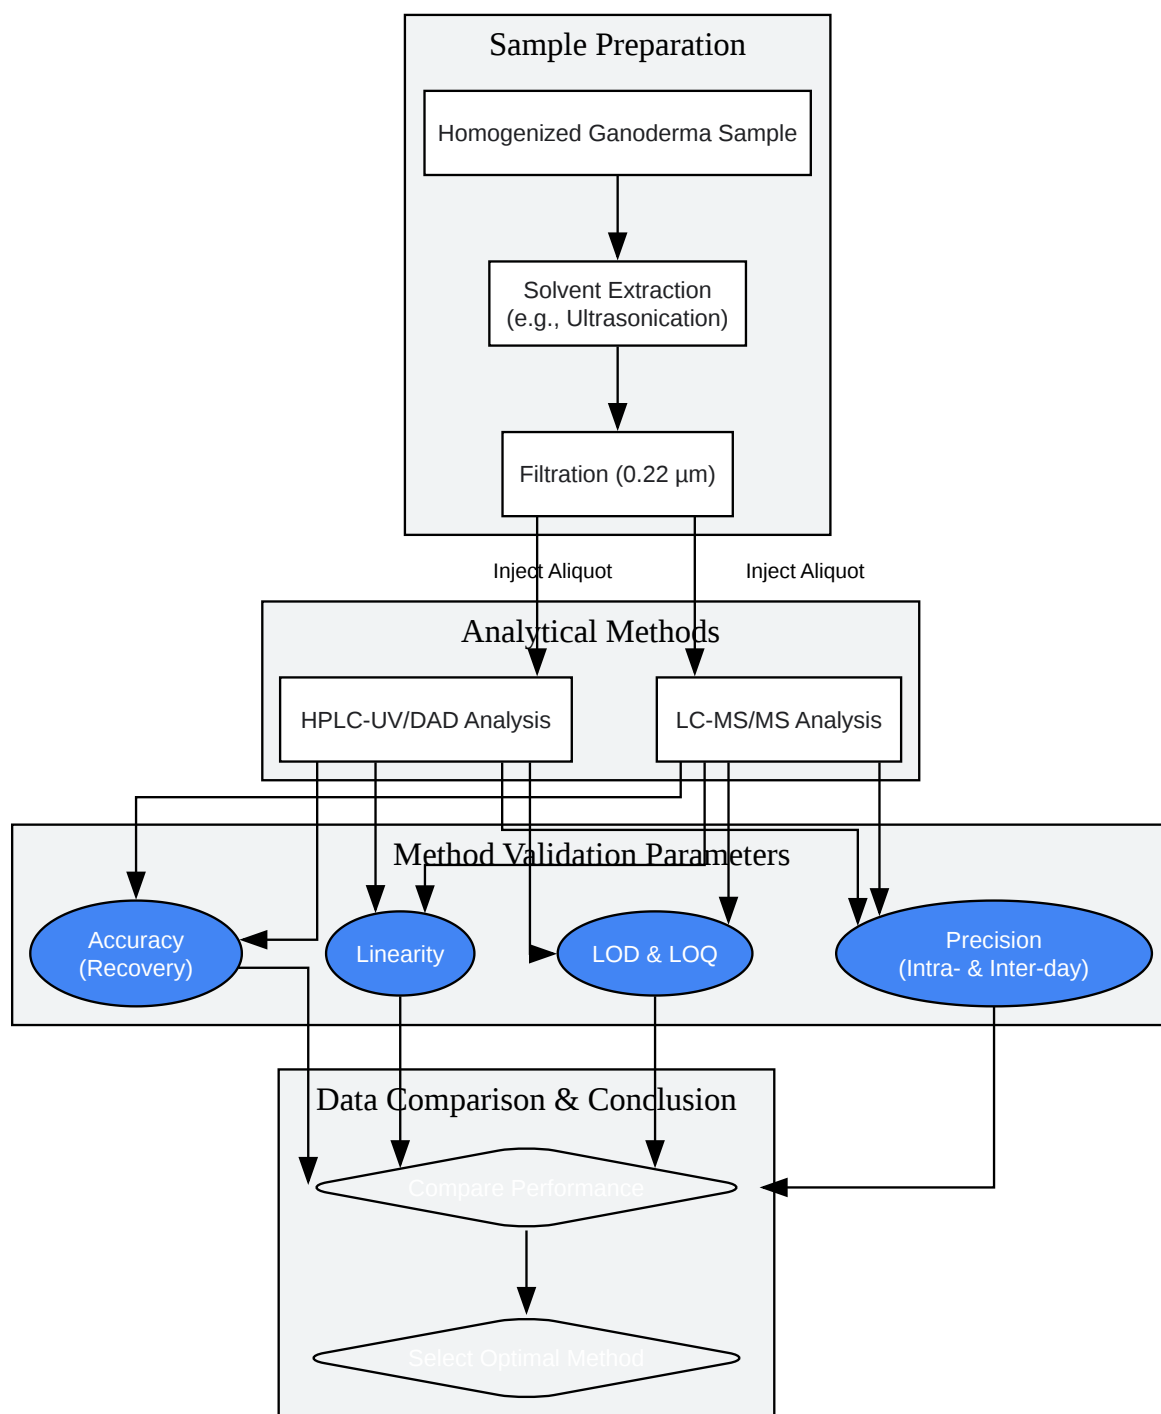 Sample Preparation
Homogenized Ganoderma Sample
Solvent Extraction
(e.g., Ultrasonication)
Filtration (0.22 µm)
Inject Aliquot
Inject Aliquot
Analytical Methods
HPLC-UV/DAD Analysis
LC-MS/MS Analysis
Method Validation Parameters
Accuracy
(Recovery)
Linearity
LOD & LOQ
Precision
(Intra- & Inter-day)
Data Comparison & Conclusion
Compare Performance
Select Optimal Method